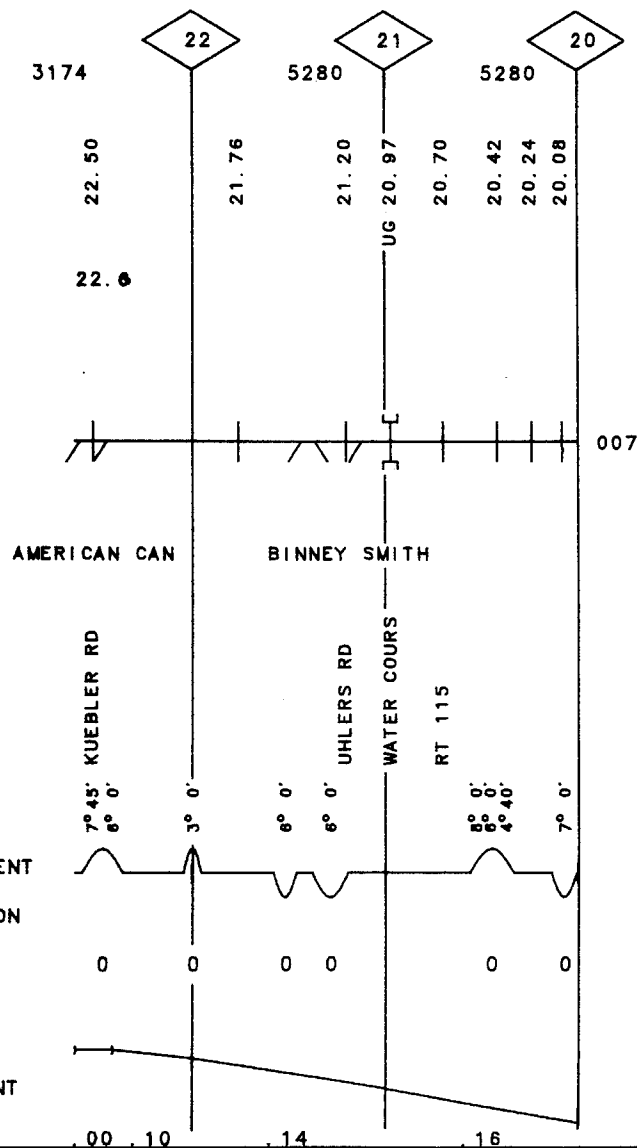 22 21 20
3174 5280 5280
22.50
21.76
21.20
UG 20.97
20.70
20.42
20.24
20.08
22.6
007
AMERICAN CAN BINNEY SMITH
KUEBLER RD
UHLERS RD
WATER COURS
RT 115
7° 45'
6° 0'
3° 0'
6° 0'
6° 0'
8° 0'
6° 0'
4° 40'
7° 0'
ENT
ON
0 0 0 0 0 0
NT
.00 .10 .14 .16